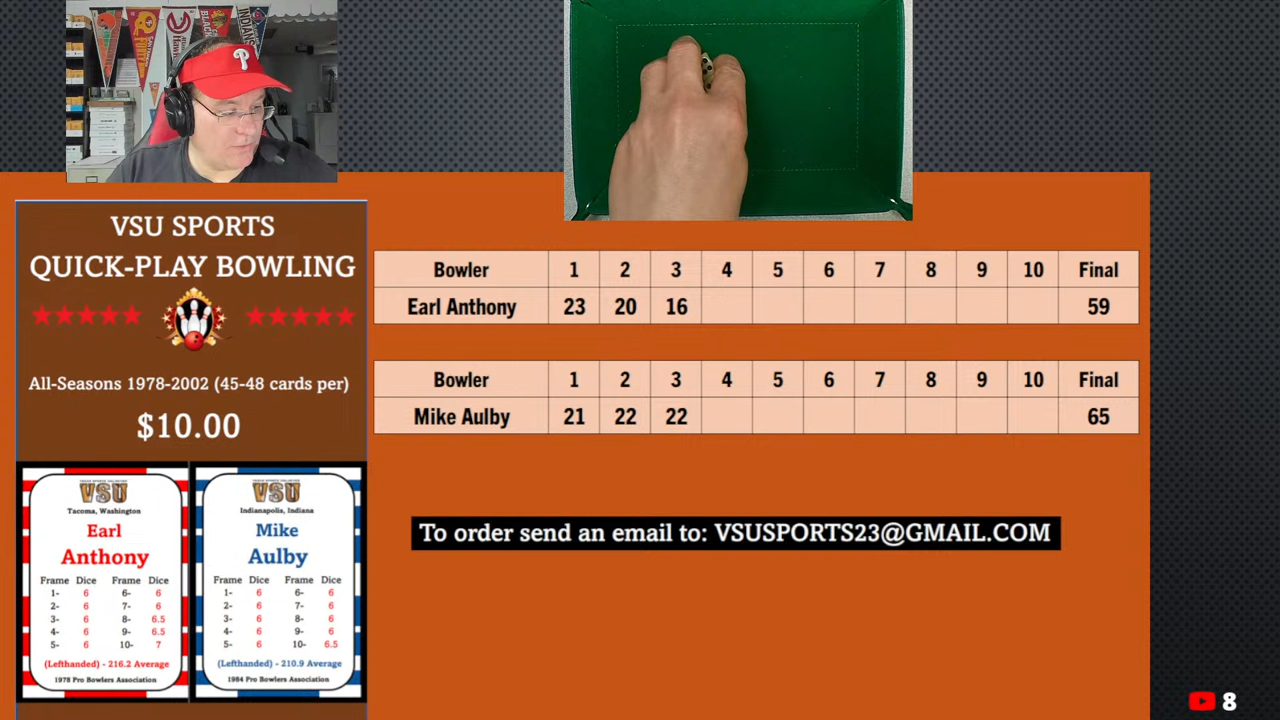 VSU SPORTS
QUICK-PLAY BOWLING
All-Seasons 1978-2002 (45-48 cards per)
$10.00
VSU
Tacoma, Washington
Earl
Anthony
Frame Dice Frame Dice
1- 6 6- 6
2- 6 7- 6
3- 6 8- 6.5
4- 6 9- 6.5
5- 6 10- 7
(Lefthanded) - 216.2 Average
1978 Pro Bowlers Association
VSU
Indianapolis, Indiana
Mike
Aulby
Frame Dice Frame Dice
1- 6 6- 6
2- 6 7- 6
3- 6 8- 6
4- 6 9- 6
5- 6 10- 6.5
(Lefthanded) - 210.9 Average
1984 Pro Bowlers Association
Bowler 1 2 3 4 5 6 7 8 9 10 Final
Earl Anthony 23 20 16 59
Bowler 1 2 3 4 5 6 7 8 9 10 Final
Mike Aulby 21 22 22 65
To order send an email to: VSUSPORTS23@GMAIL.COM
8